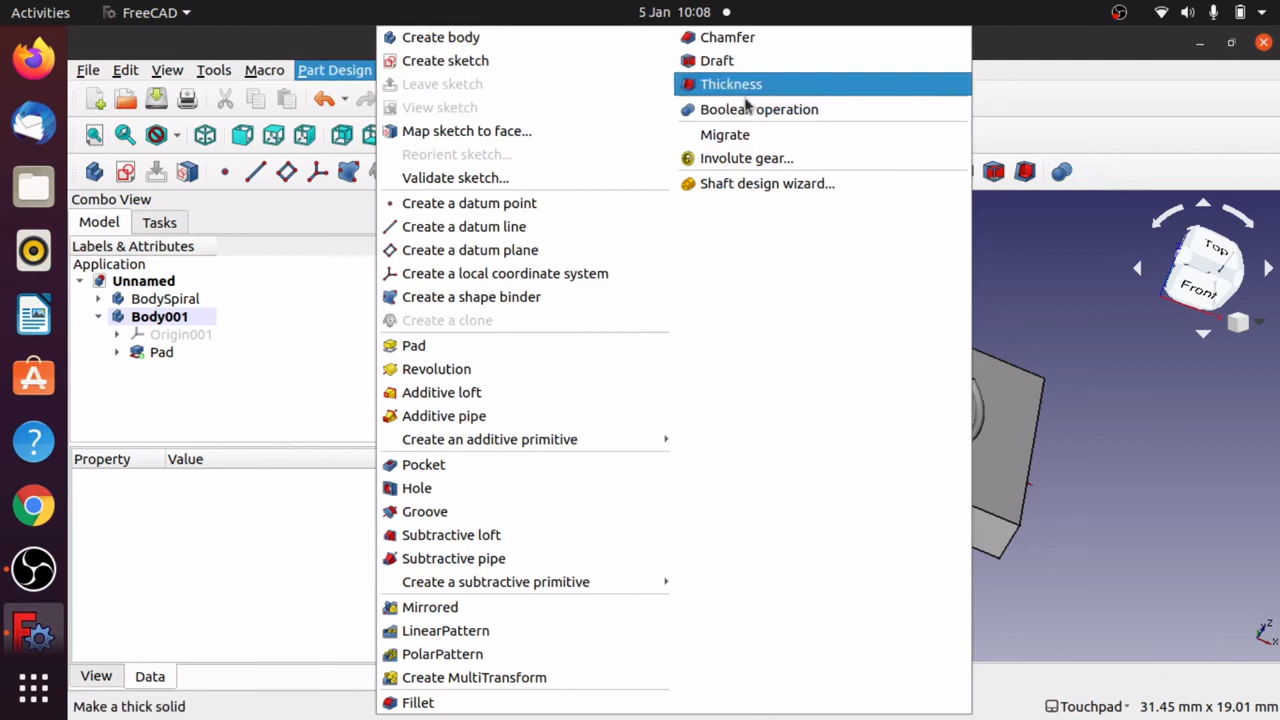 Activities
FreeCAD
5 Jan 10:08
File Edit View Tools Macro Part Design
Combo View
Model Tasks
Labels & Attributes
Application
Unnamed
BodySpiral
Body001
Origin001
Pad
Property Value
View Data
Create body
Create sketch
Leave sketch
View sketch
Map sketch to face...
Reorient sketch...
Validate sketch...
Create a datum point
Create a datum line
Create a datum plane
Create a local coordinate system
Create a shape binder
Create a clone
Pad
Revolution
Additive loft
Additive pipe
Create an additive primitive
Pocket
Hole
Groove
Subtractive loft
Subtractive pipe
Create a subtractive primitive
Mirrored
LinearPattern
PolarPattern
Create MultiTransform
Fillet
Chamfer
Draft
Thickness
Boolean operation
Migrate
Involute gear...
Shaft design wizard...
Top
Front
Z
Y
X
Make a thick solid
Touchpad
31.45 mm x 19.01 mm